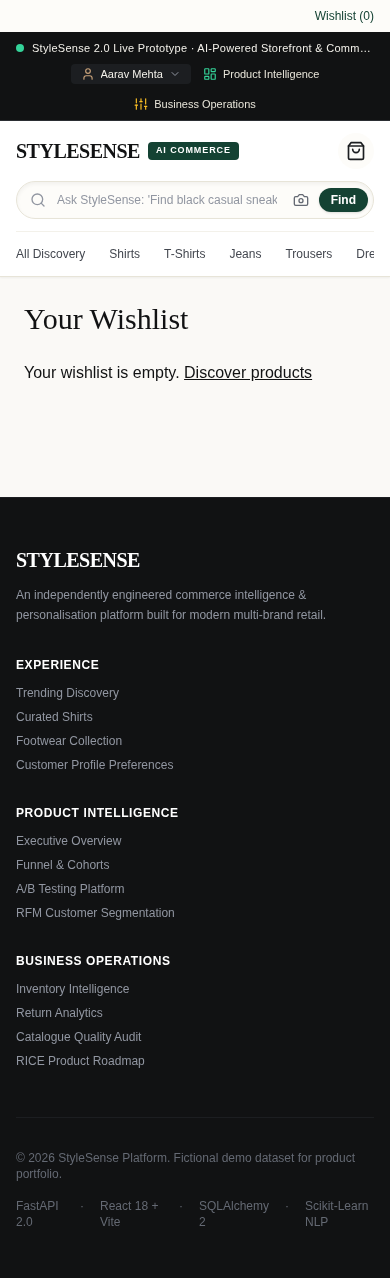 Wishlist (0)
StyleSense 2.0 Live Prototype · AI-Powered Storefront & Comm...
Aarav Mehta
Product Intelligence
Business Operations
STYLESENSE
AI COMMERCE
Ask StyleSense: 'Find black casual sneak
Find
All Discovery Shirts T-Shirts Jeans Trousers Dre
Your Wishlist
Your wishlist is empty. Discover products
STYLESENSE
An independently engineered commerce intelligence &
personalisation platform built for modern multi-brand retail.
EXPERIENCE
Trending Discovery
Curated Shirts
Footwear Collection
Customer Profile Preferences
PRODUCT INTELLIGENCE
Executive Overview
Funnel & Cohorts
A/B Testing Platform
RFM Customer Segmentation
BUSINESS OPERATIONS
Inventory Intelligence
Return Analytics
Catalogue Quality Audit
RICE Product Roadmap
© 2026 StyleSense Platform. Fictional demo dataset for product
portfolio.
FastAPI 2.0 · React 18 + Vite · SQLAlchemy 2 · Scikit-Learn NLP